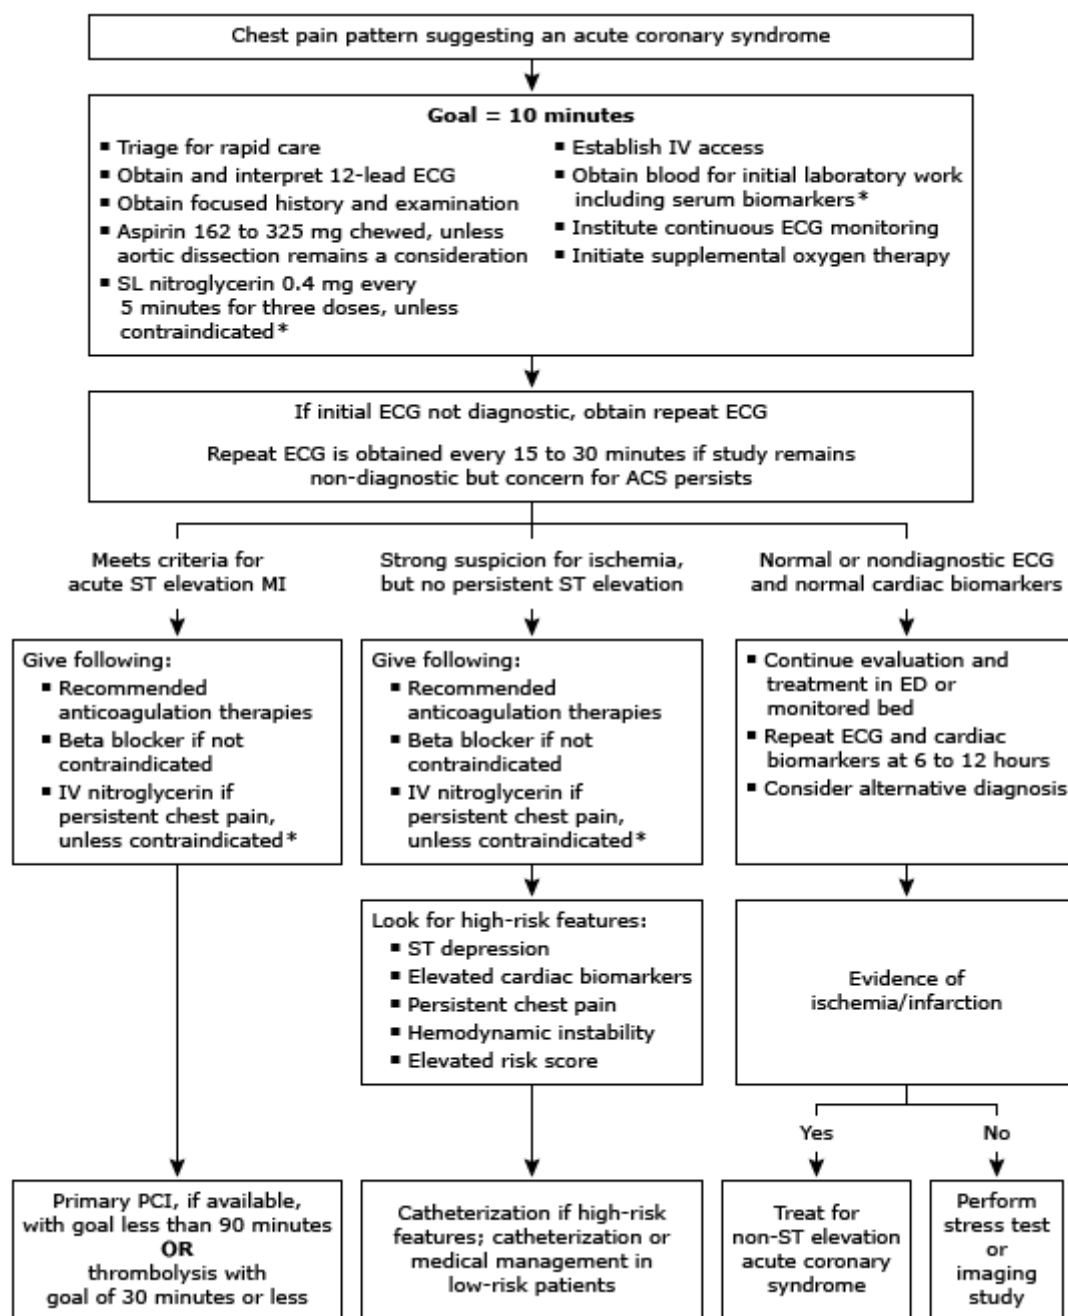 Chest pain pattern suggesting an acute coronary syndrome
Goal = 10 minutes
▪ Triage for rapid care
▪ Obtain and interpret 12-lead ECG
▪ Obtain focused history and examination
▪ Aspirin 162 to 325 mg chewed, unless
aortic dissection remains a consideration
▪ SL nitroglycerin 0.4 mg every
5 minutes for three doses, unless
contraindicated*
▪ Establish IV access
▪ Obtain blood for initial laboratory work
including serum biomarkers*
▪ Institute continuous ECG monitoring
▪ Initiate supplemental oxygen therapy
If initial ECG not diagnostic, obtain repeat ECG
Repeat ECG is obtained every 15 to 30 minutes if study remains
non-diagnostic but concern for ACS persists
Meets criteria for
acute ST elevation MI
Give following:
▪ Recommended
anticoagulation therapies
▪ Beta blocker if not
contraindicated
▪ IV nitroglycerin if
persistent chest pain,
unless contraindicated*
Primary PCI, if available,
with goal less than 90 minutes
OR
thrombolysis with
goal of 30 minutes or less
Strong suspicion for ischemia,
but no persistent ST elevation
Give following:
▪ Recommended
anticoagulation therapies
▪ Beta blocker if not
contraindicated
▪ IV nitroglycerin if
persistent chest pain,
unless contraindicated*
Look for high-risk features:
▪ ST depression
▪ Elevated cardiac biomarkers
▪ Persistent chest pain
▪ Hemodynamic instability
▪ Elevated risk score
Catheterization if high-risk
features; catheterization or
medical management in
low-risk patients
Normal or nondiagnostic ECG
and normal cardiac biomarkers
▪ Continue evaluation and
treatment in ED or
monitored bed
▪ Repeat ECG and cardiac
biomarkers at 6 to 12 hours
▪ Consider alternative diagnosis
Evidence of
ischemia/infarction
Yes
Treat for
non-ST elevation
acute coronary
syndrome
No
Perform
stress test
or
imaging
study